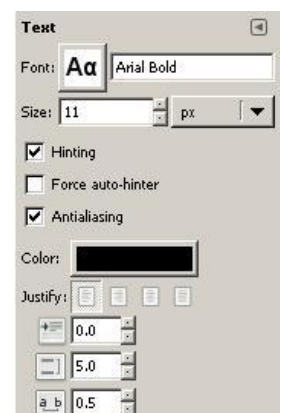 Text
Font: Aα Arial Bold
Size: 11 px
Hinting
Force auto-hinter
Antialiasing
Color:
Justify:
0.0
5.0
a b 0.5